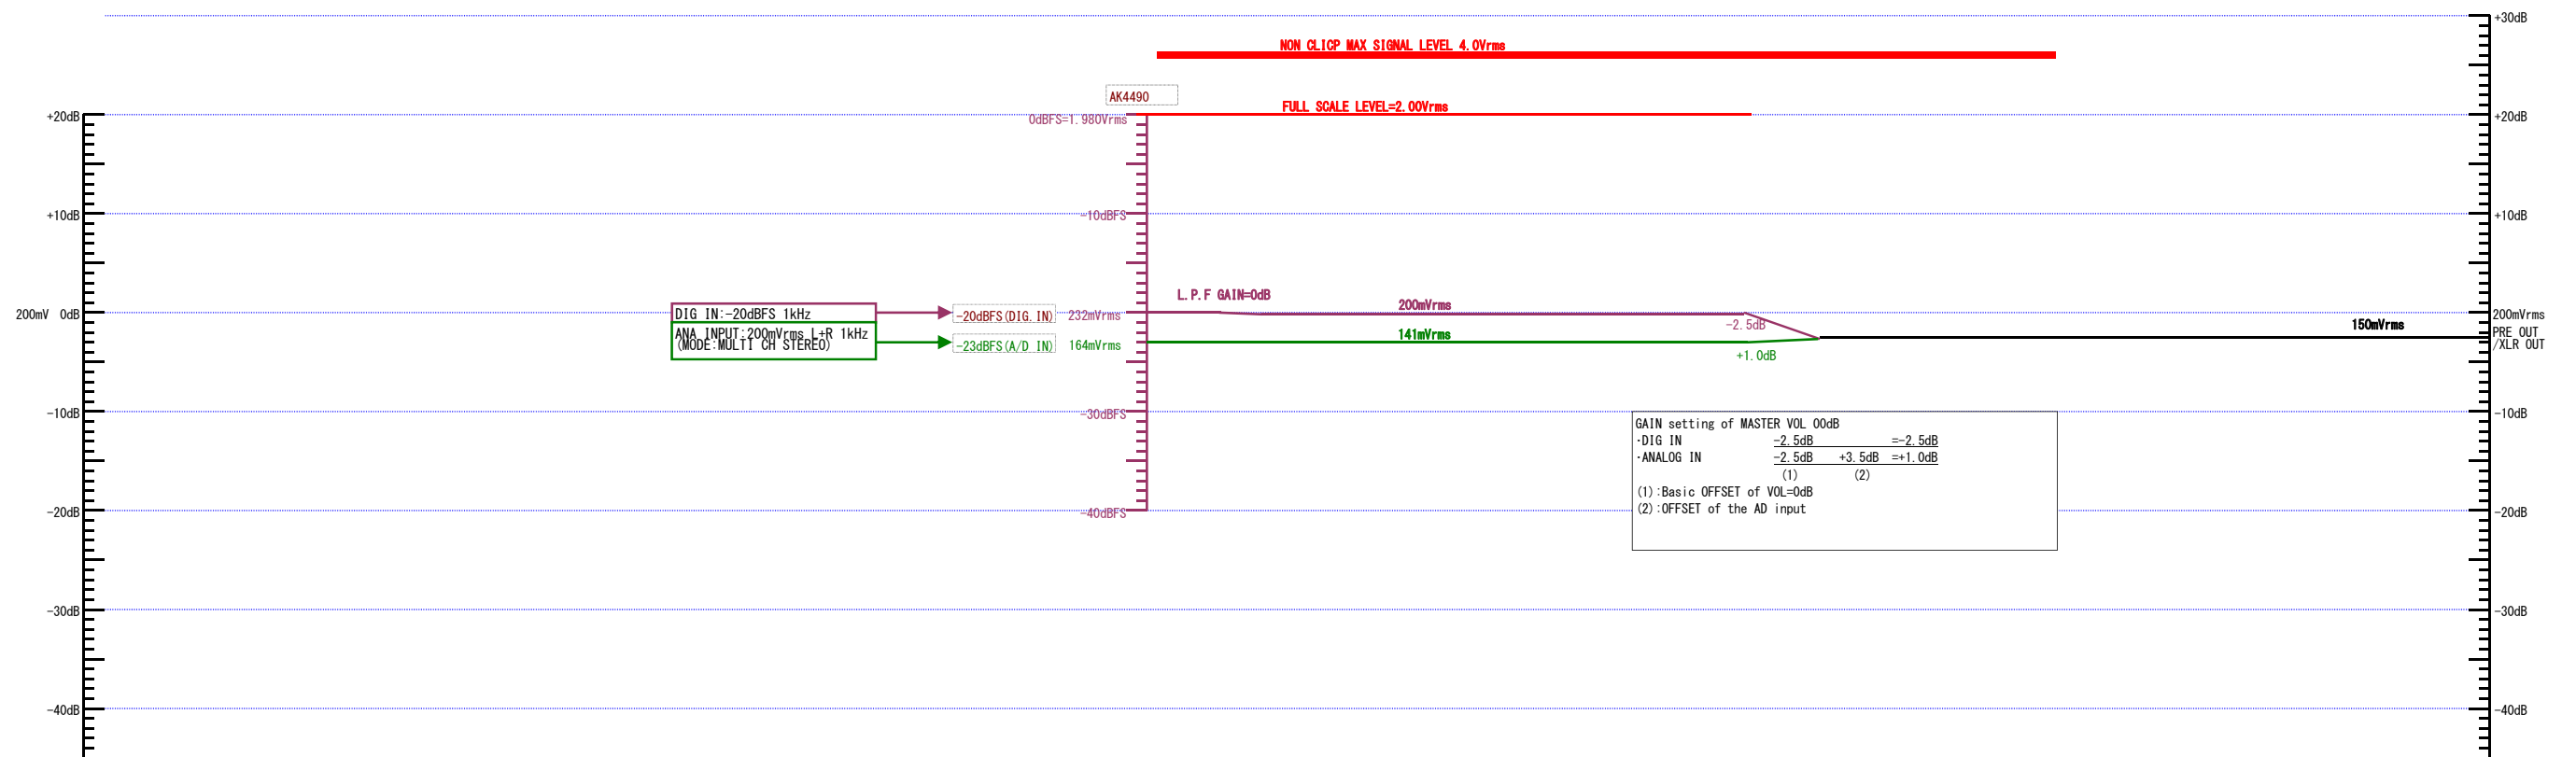 +30dB
NON CLICP MAX SIGNAL LEVEL 4.0Vrms
AK4490
FULL SCALE LEVEL=2.00Vrms
+20dB
0dBFS=1.980Vrms
+20dB
+10dB
-10dBFS
+10dB
L.P.F GAIN=0dB
200mVrms
200mV 0dB
DIG IN:-20dBFS 1kHz
-20dBFS(DIG.IN)
232mVrms
-2.5dB
150mVrms
200mVrms
PRE OUT
/XLR OUT
ANA INPUT:200mVrms L+R 1kHz
(MODE:MULTI CH STEREO)
-23dBFS(A/D IN)
164mVrms
141mVrms
+1.0dB
-10dB
-30dBFS
-10dB
GAIN setting of MASTER VOL 00dB
・DIG IN -2.5dB =-2.5dB
・ANALOG IN -2.5dB +3.5dB =+1.0dB
(1) (2)
(1):Basic OFFSET of VOL=0dB
(2):OFFSET of the AD input
-20dB
-40dBFS
-20dB
-30dB
-30dB
-40dB
-40dB